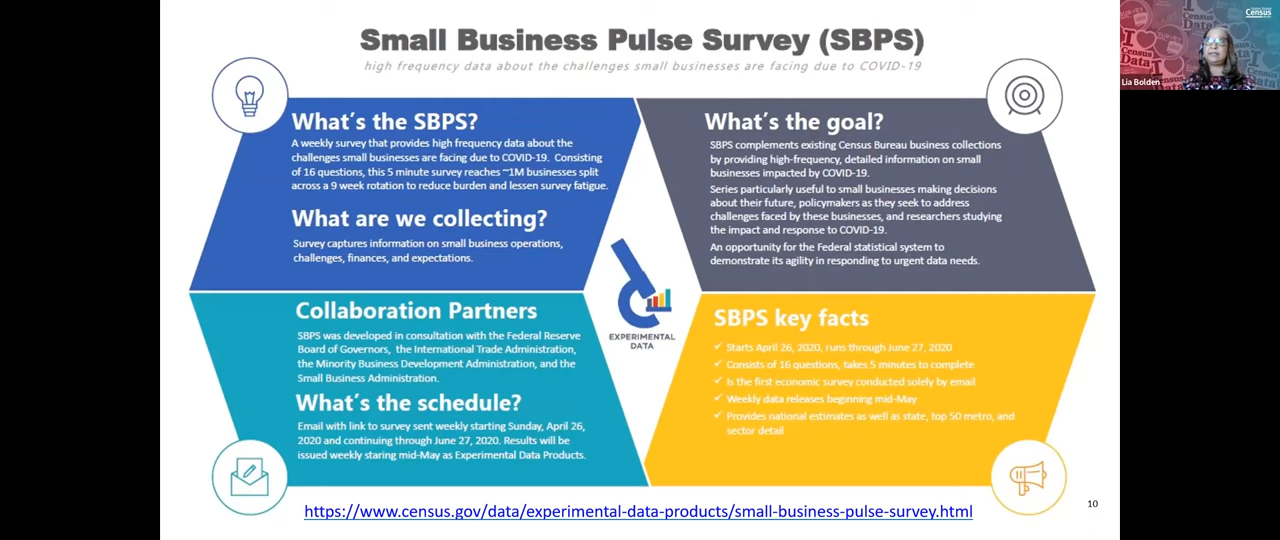 Small Business Pulse Survey (SBPS)
high frequency data about the challenges small businesses are facing due to COVID-19
What's the SBPS?
A weekly survey that provides high frequency data about the
challenges small businesses are facing due to COVID-19. Consisting
of 16 questions, this 5 minute survey reaches ~1M businesses split
across a 9 week rotation to reduce burden and lessen survey fatigue.
What are we collecting?
Survey captures information on small business operations,
challenges, finances, and expectations.
What's the goal?
SBPS complements existing Census Bureau business collections
by providing high-frequency, detailed information on small
businesses impacted by COVID-19.
Series particularly useful to small businesses making decisions
about their future, policymakers as they seek to address
challenges faced by these businesses, and researchers studying
the impact and response to COVID-19.
An opportunity for the Federal statistical system to
demonstrate its agility in responding to urgent data needs.
EXPERIMENTAL
DATA
Collaboration Partners
SBPS was developed in consultation with the Federal Reserve
Board of Governors, the International Trade Administration,
the Minority Business Development Administration, and the
Small Business Administration.
What's the schedule?
Email with link to survey sent weekly starting Sunday, April 26,
2020 and continuing through June 27, 2020. Results will be
issued weekly staring mid-May as Experimental Data Products.
SBPS key facts
✓ Starts April 26, 2020, runs through June 27, 2020
✓ Consists of 16 questions, takes 5 minutes to complete
✓ Is the first economic survey conducted solely by email
✓ Weekly data releases beginning mid-May
✓ Provides national estimates as well as state, top 50 metro, and
sector detail
https://www.census.gov/data/experimental-data-products/small-business-pulse-survey.html
10
Census
I
Census
Data
Lia Bolden